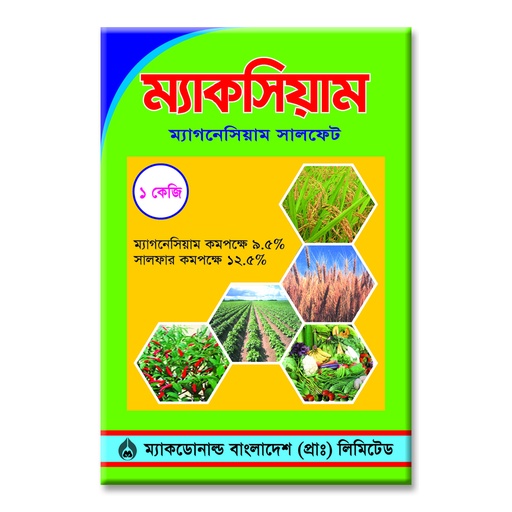 ম্যাকসিয়াম
ম্যাগনেসিয়াম সালফেট
১ কেজি
ম্যাগনেসিয়াম কমপক্ষে ৯.৫%
সালফার কমপক্ষে ১২.৫%
ম্যাকডোনাল্ড বাংলাদেশ (প্রাঃ) লিমিটেড